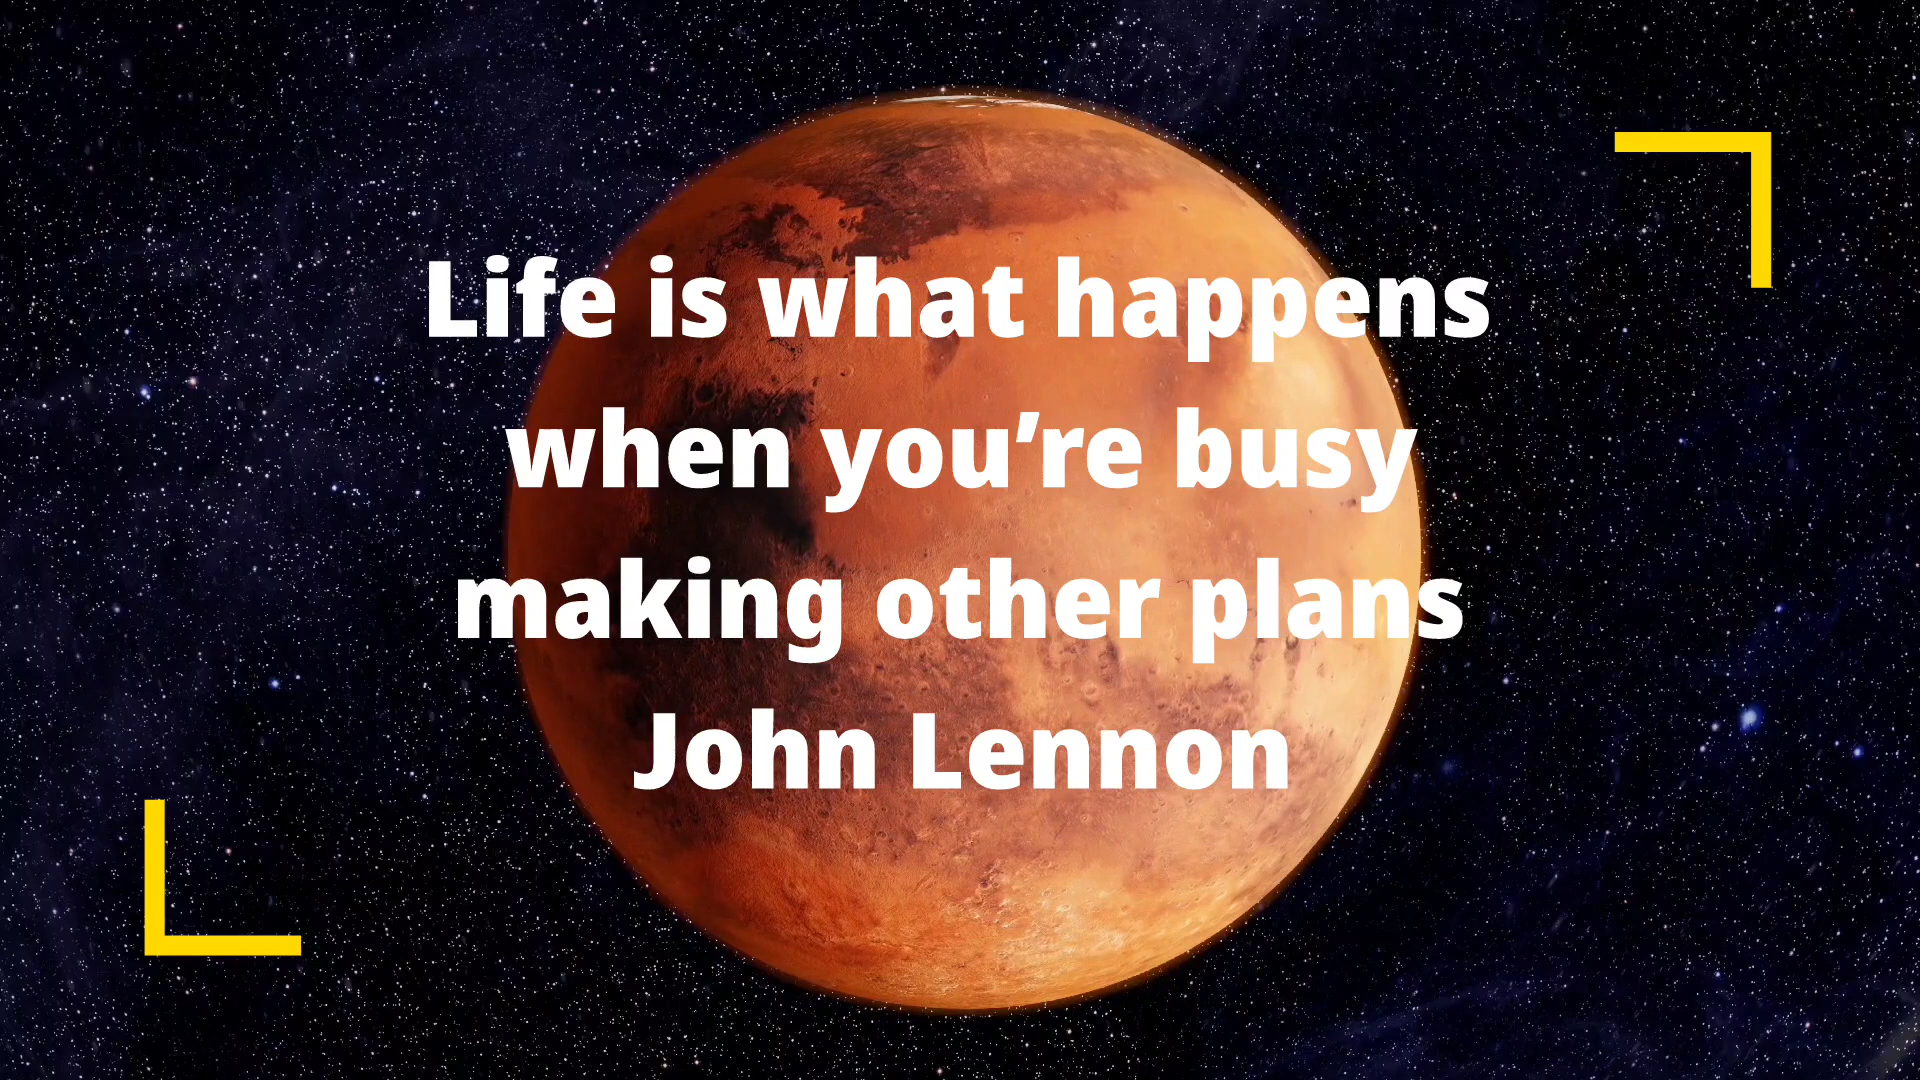 Life is what happens
when you’re busy
making other plans
John Lennon